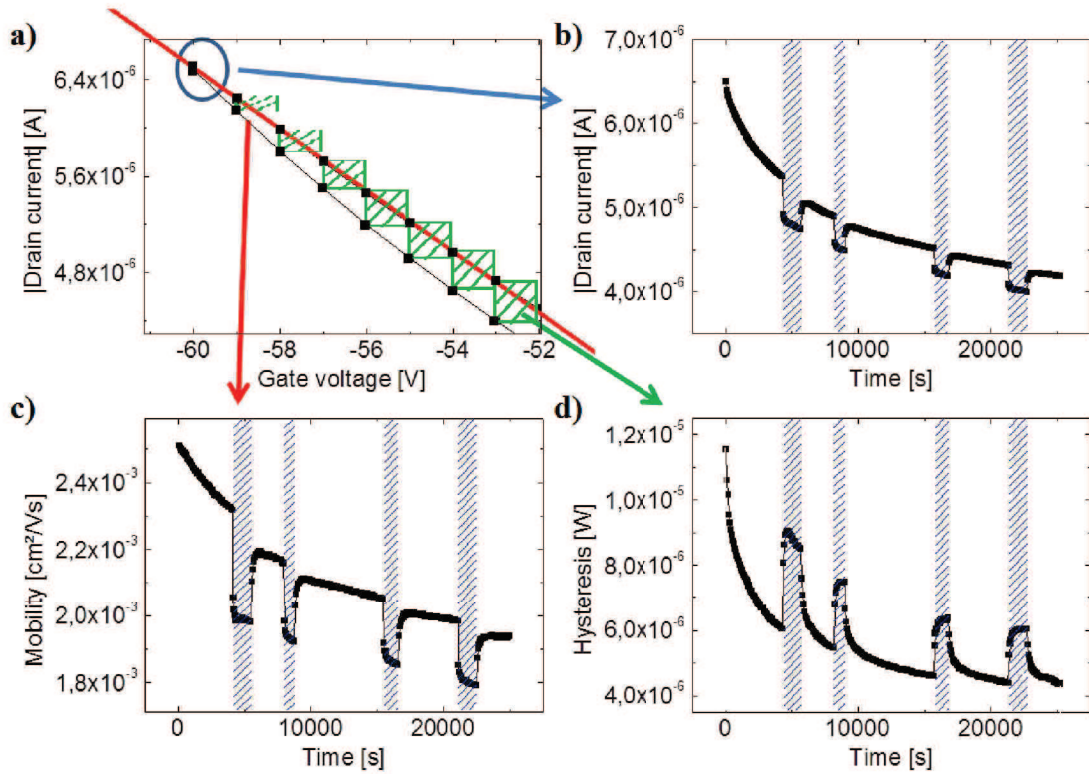 a)
|Drain current| [A]
6,4x10⁻⁶
5,6x10⁻⁶
4,8x10⁻⁶
-60 -58 -56 -54 -52
Gate voltage [V]
b)
|Drain current| [A]
7,0x10⁻⁶
6,0x10⁻⁶
5,0x10⁻⁶
4,0x10⁻⁶
0 10000 20000
Time [s]
c)
Mobility [cm²/Vs]
2,4x10⁻³
2,2x10⁻³
2,0x10⁻³
1,8x10⁻³
0 10000 20000
Time [s]
d)
Hysteresis [W]
1,2x10⁻⁵
1,0x10⁻⁵
8,0x10⁻⁶
6,0x10⁻⁶
4,0x10⁻⁶
0 10000 20000
Time [s]